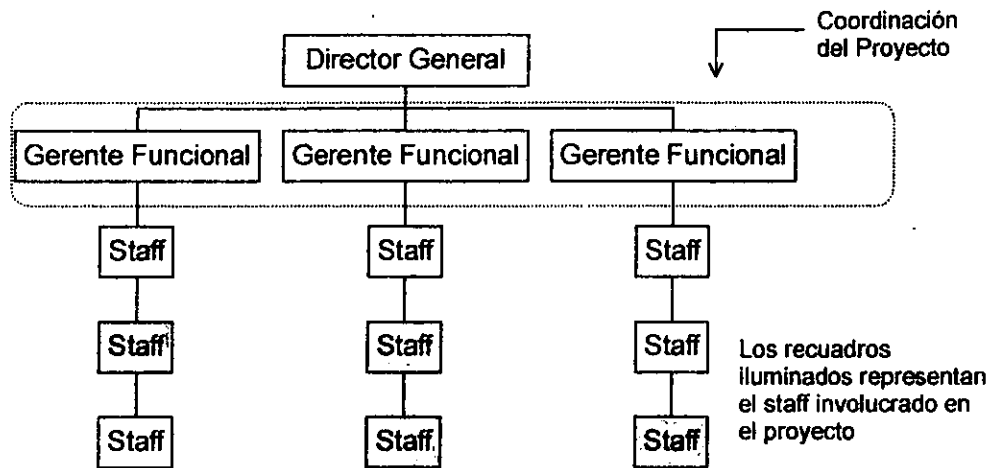 Coordinación
del Proyecto
Director General
Gerente Funcional
Gerente Funcional
Gerente Funcional
Staff
Staff
Staff
Staff
Staff
Staff
Staff
Staff
Staff
Los recuadros
iluminados representan
el staff involucrado en
el proyecto